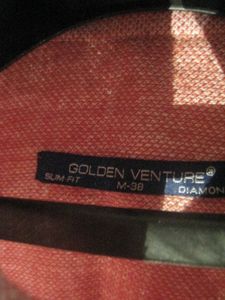 GOLDEN VENTURE®
SLIM FIT M-38 DIAMON